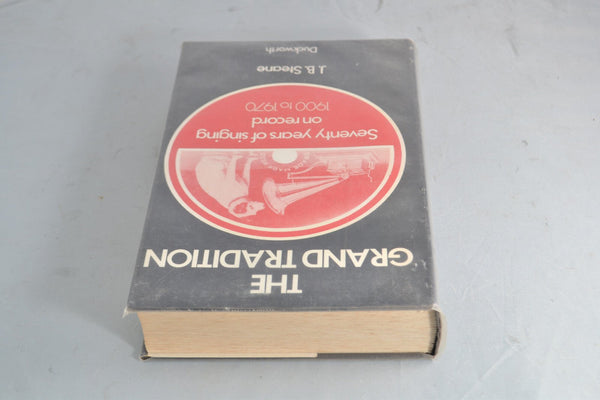 THE
GRAND TRADITION
Seventy years of singing
on record
1900 to 1970
J. B. Steane
Duckworth